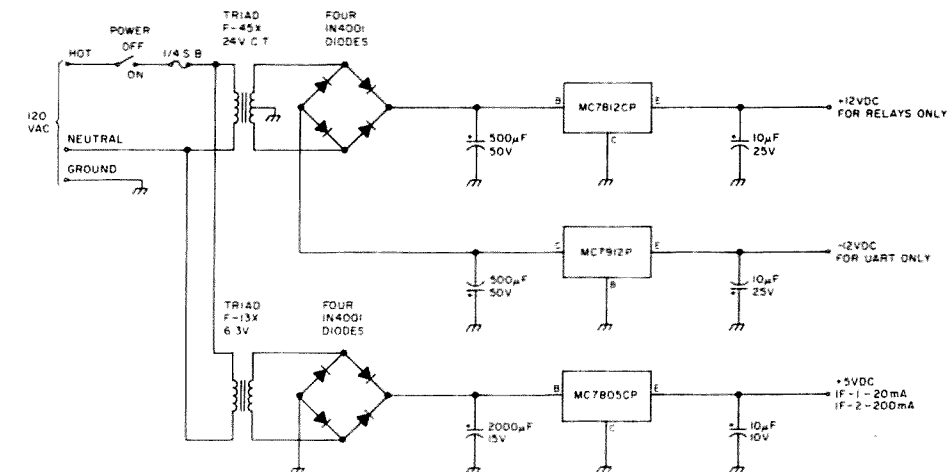 TRIAD
F-45X
24V C.T
FOUR
IN4001
DIODES
POWER
OFF
ON
HOT
1/4 S.B
120
VAC
NEUTRAL
GROUND
B
MC7812CP
E
C
500µF
50V
10µF
25V
+12VDC
FOR RELAYS ONLY
C
MC7912P
E
B
500µF
50V
10µF
25V
-12VDC
FOR UART ONLY
TRIAD
F-13X
6.3V
FOUR
IN4001
DIODES
B
MC7805CP
E
C
2000µF
15V
10µF
10V
+5VDC
IF-1-20mA
IF-2-200mA